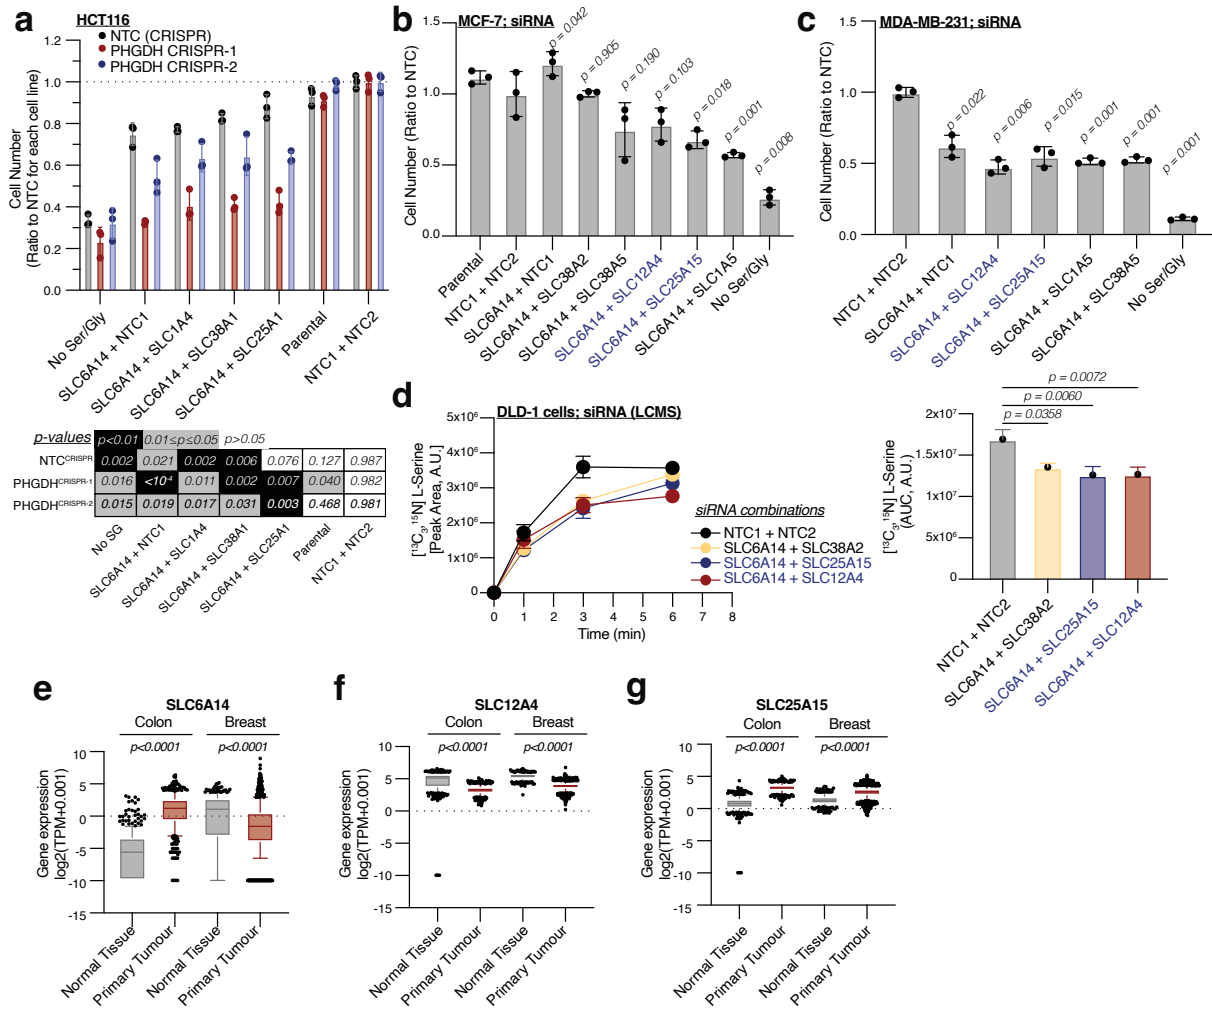 a
HCT116
NTC (CRISPR)
PHGDH CRISPR-1
PHGDH CRISPR-2
Cell Number
(Ratio to NTC for each cell line)
1.2
1.0
0.8
0.6
0.4
0.2
0.0
No Ser/Gly
SLC6A14 + NTC1
SLC6A14 + SLC1A4
SLC6A14 + SLC38A1
SLC6A14 + SLC25A1
Parental
NTC1 + NTC2
p-values
p<0.01 0.01≤p≤0.05 p>0.05
NTC^CRISPR 0.002 0.021 0.002 0.006 0.076 0.127 0.987
PHGDH^CRISPR-1 0.016 <10^-4 0.011 0.002 0.007 0.040 0.982
PHGDH^CRISPR-2 0.015 0.019 0.017 0.031 0.003 0.468 0.981
No SG
SLC6A14 + NTC1
SLC6A14 + SLC1A4
SLC6A14 + SLC38A1
SLC6A14 + SLC25A1
Parental
NTC1 + NTC2
b
MCF-7; siRNA
Cell Number (Ratio to NTC)
1.5
1.0
0.5
0.0
p = 0.042
p = 0.905
p = 0.190
p = 0.103
p = 0.018
p = 0.001
p = 0.008
Parental
NTC1 + NTC2
SLC6A14 + NTC1
SLC6A14 + SLC38A2
SLC6A14 + SLC38A5
SLC6A14 + SLC12A4
SLC6A14 + SLC25A15
SLC6A14 + SLC1A5
No Ser/Gly
c
MDA-MB-231; siRNA
Cell Number (Ratio to NTC)
1.5
1.0
0.5
0.0
p = 0.022
p = 0.006
p = 0.015
p = 0.001
p = 0.001
p = 0.001
NTC1 + NTC2
SLC6A14 + NTC1
SLC6A14 + SLC12A4
SLC6A14 + SLC25A15
SLC6A14 + SLC1A5
SLC6A14 + SLC38A5
No Ser/Gly
d
DLD-1 cells; siRNA (LCMS)
[¹³C₃,¹⁵N] L-Serine
[Peak Area, A.U.]
5x10⁶
4x10⁶
3x10⁶
2x10⁶
1x10⁶
0
0 1 2 3 4 5 6 7 8
Time (min)
siRNA combinations
NTC1 + NTC2
SLC6A14 + SLC38A2
SLC6A14 + SLC25A15
SLC6A14 + SLC12A4
[¹³C₃,¹⁵N] L-Serine
(AUC, A.U.)
2x10⁷
1.5x10⁷
1x10⁷
5x10⁶
0
p = 0.0072
p = 0.0060
p = 0.0358
NTC1 + NTC2
SLC6A14 + SLC38A2
SLC6A14 + SLC25A15
SLC6A14 + SLC12A4
e
SLC6A14
Colon Breast
p<0.0001 p<0.0001
Gene expression
log2(TPM+0.001)
10
5
0
-5
-10
-15
Normal Tissue
Primary Tumour
Normal Tissue
Primary Tumour
f
SLC12A4
Colon Breast
p<0.0001 p<0.0001
Gene expression
log2(TPM+0.001)
10
5
0
-5
-10
-15
Normal Tissue
Primary Tumour
Normal Tissue
Primary Tumour
g
SLC25A15
Colon Breast
p<0.0001 p<0.0001
Gene expression
log2(TPM+0.001)
10
5
0
-5
-10
-15
Normal Tissue
Primary Tumour
Normal Tissue
Primary Tumour